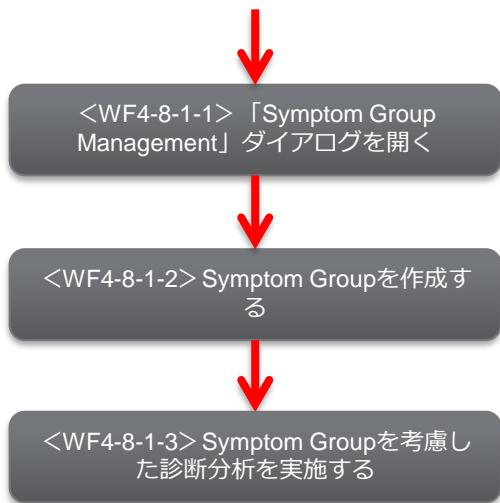 <WF4-8-1-1>「Symptom Group
Management」ダイアログを開く
<WF4-8-1-2>Symptom Groupを作成す
る
<WF4-8-1-3>Symptom Groupを考慮し
た診断分析を実施する